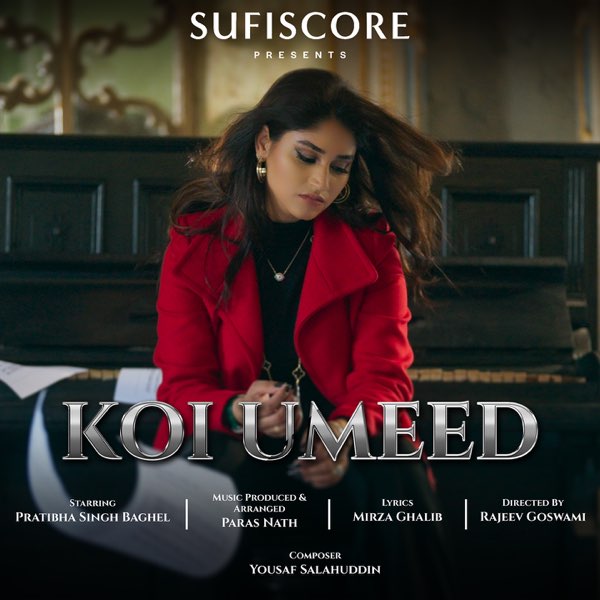 SUFISCORE
PRESENTS
KOI UMEED
STARRING
PRATIBHA SINGH BAGHEL
MUSIC PRODUCED &
ARRANGED
PARAS NATH
LYRICS
MIRZA GHALIB
DIRECTED BY
RAJEEV GOSWAMI
COMPOSER
YOUSAF SALAHUDDIN